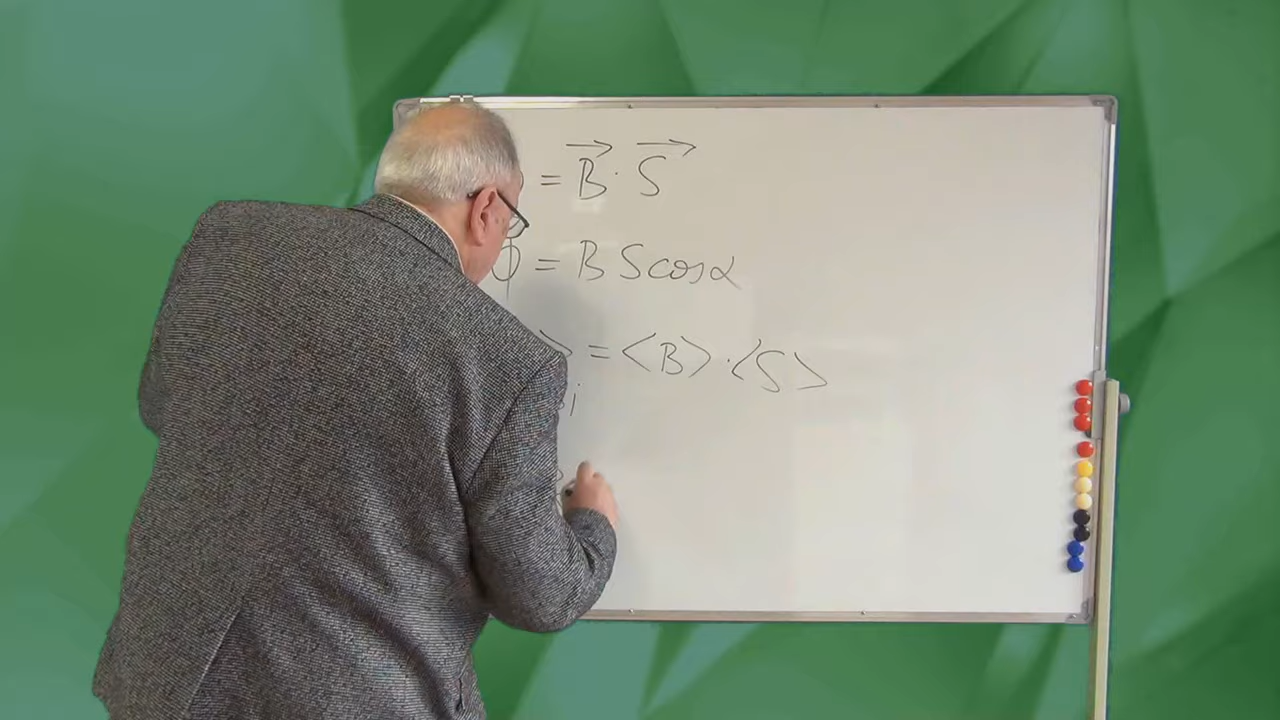 = B⃗ · S⃗
ϕ = B S cos α
> = <B> · <S>
i